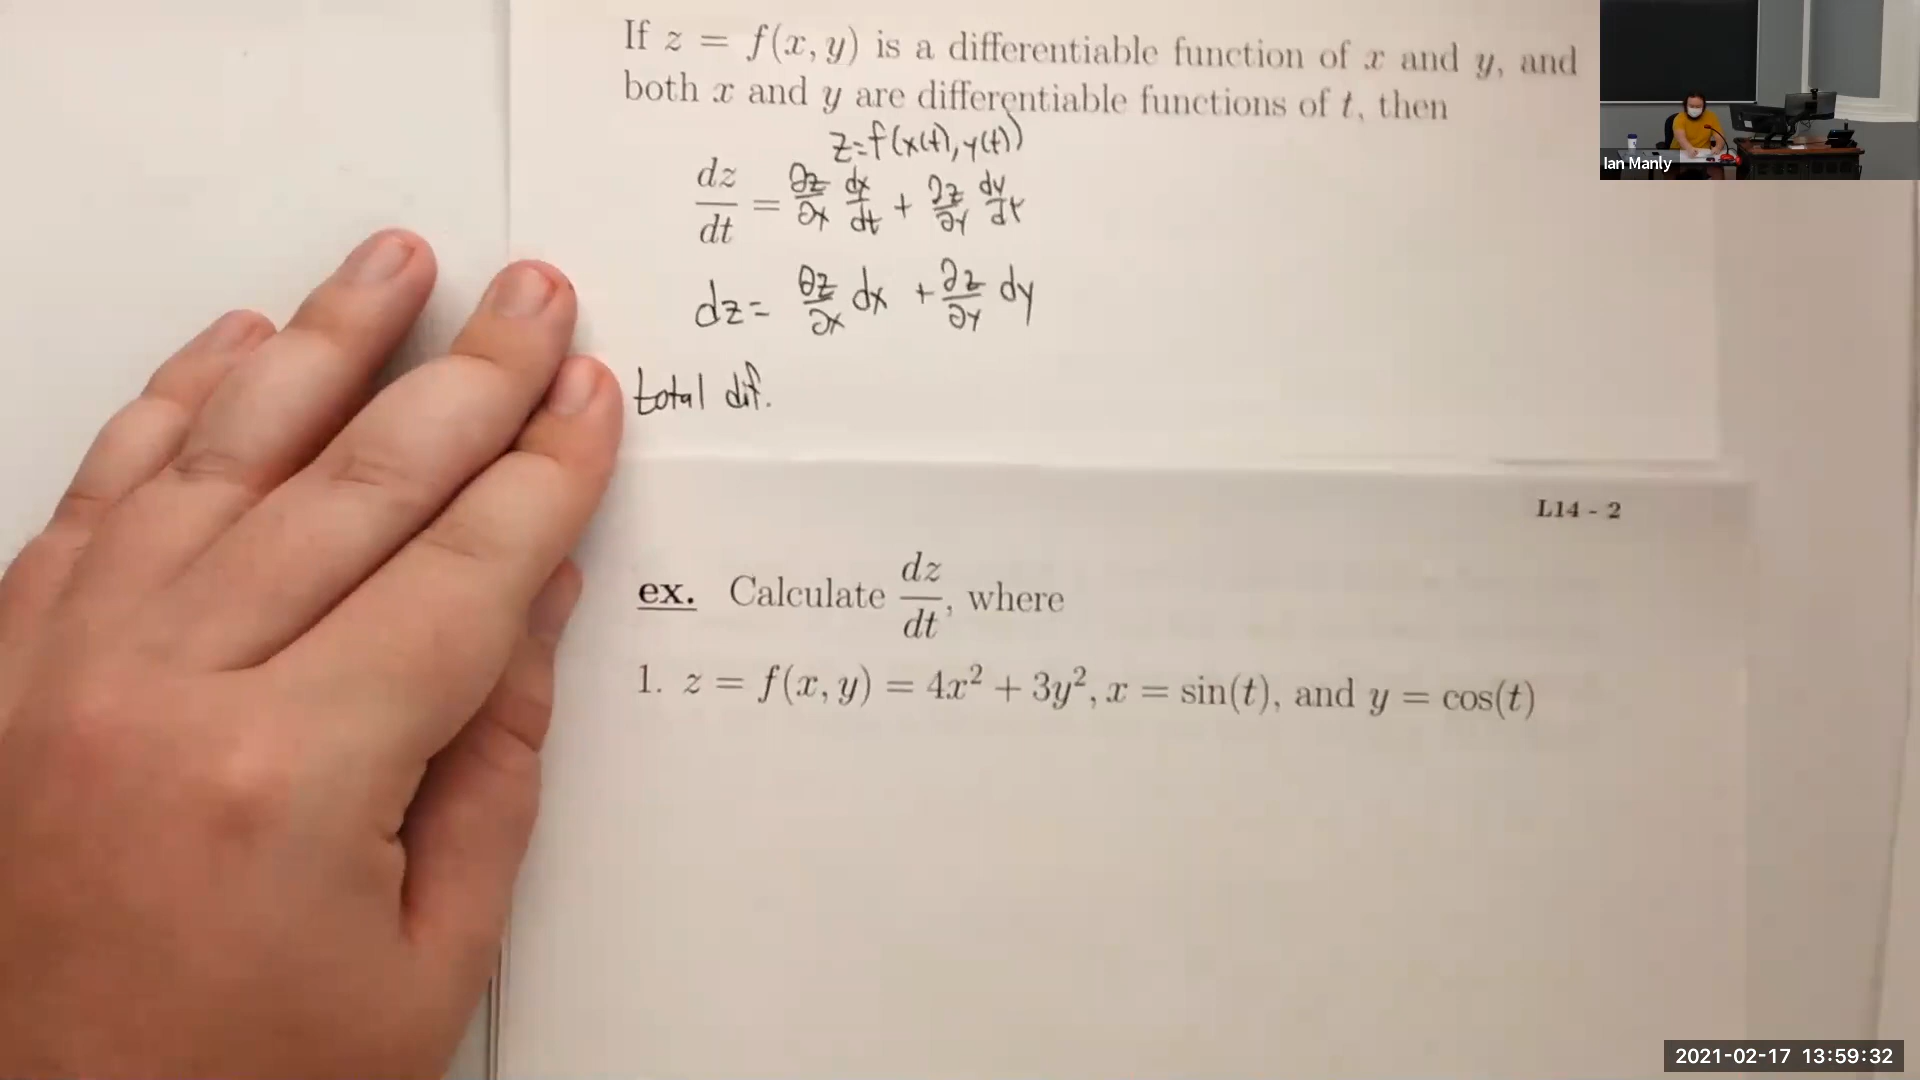 If z = f(x, y) is a differentiable function of x and y, and
both x and y are differentiable functions of t, then
z=f(x(t), y(t))
dz/dt = ∂z/∂x dx/dt + ∂z/∂y dy/dt
dz = ∂z/∂x dx + ∂z/∂y dy
total dif.
L14 - 2
ex. Calculate dz/dt, where
1. z = f(x, y) = 4x² + 3y², x = sin(t), and y = cos(t)
Ian Manly
2021-02-17 13:59:32